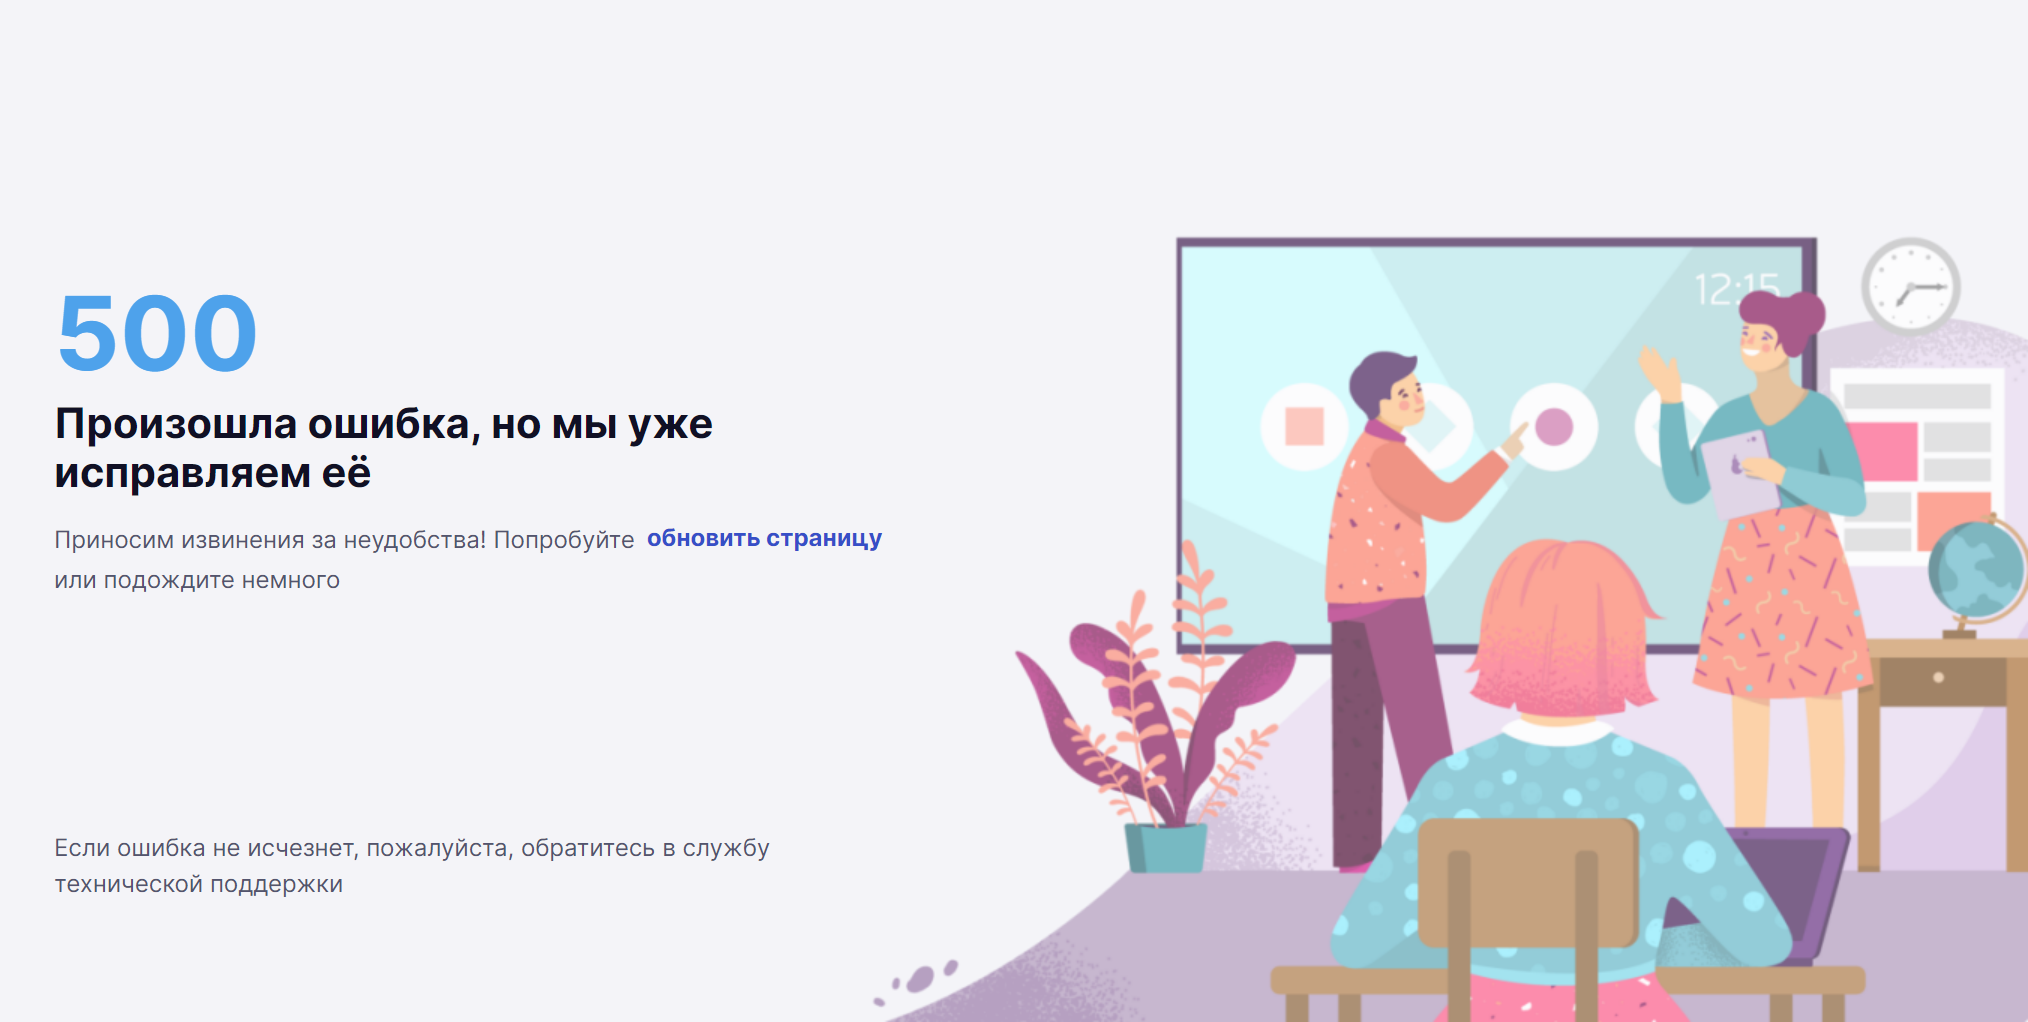 500
Произошла ошибка, но мы уже
исправляем её
Приносим извинения за неудобства! Попробуйте обновить страницу
или подождите немного
Если ошибка не исчезнет, пожалуйста, обратитесь в службу
технической поддержки
12:15